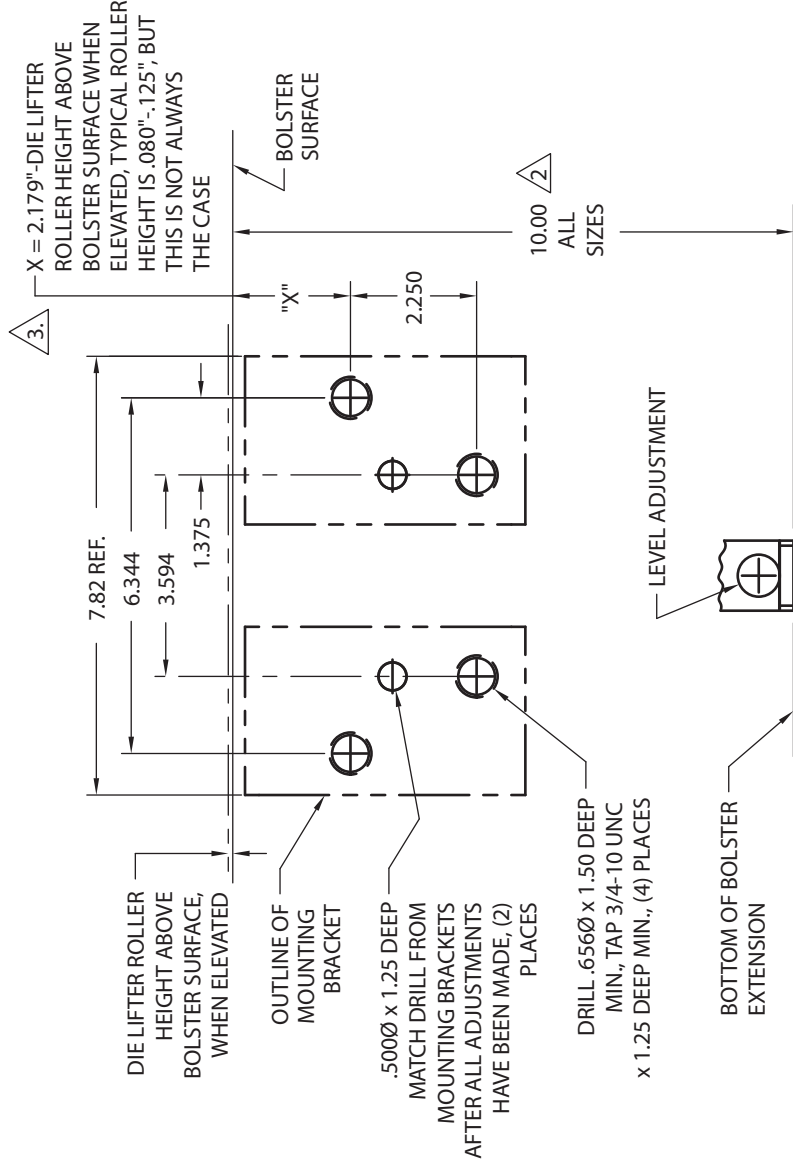 3.
X = 2.179"-DIE LIFTER
ROLLER HEIGHT ABOVE
BOLSTER SURFACE WHEN
ELEVATED, TYPICAL ROLLER
HEIGHT IS .080"-.125", BUT
THIS IS NOT ALWAYS
THE CASE
7.82 REF.
6.344
3.594
1.375
BOLSTER
SURFACE
"X"
2.250
10.00
ALL
SIZES
2
DIE LIFTER ROLLER
HEIGHT ABOVE
BOLSTER SURFACE,
WHEN ELEVATED
OUTLINE OF
MOUNTING
BRACKET
.500Ø x 1.25 DEEP
MATCH DRILL FROM
MOUNTING BRACKETS
AFTER ALL ADJUSTMENTS
HAVE BEEN MADE, (2)
PLACES
DRILL .656Ø x 1.50 DEEP
MIN., TAP 3/4-10 UNC
x 1.25 DEEP MIN., (4) PLACES
LEVEL ADJUSTMENT
BOTTOM OF BOLSTER
EXTENSION